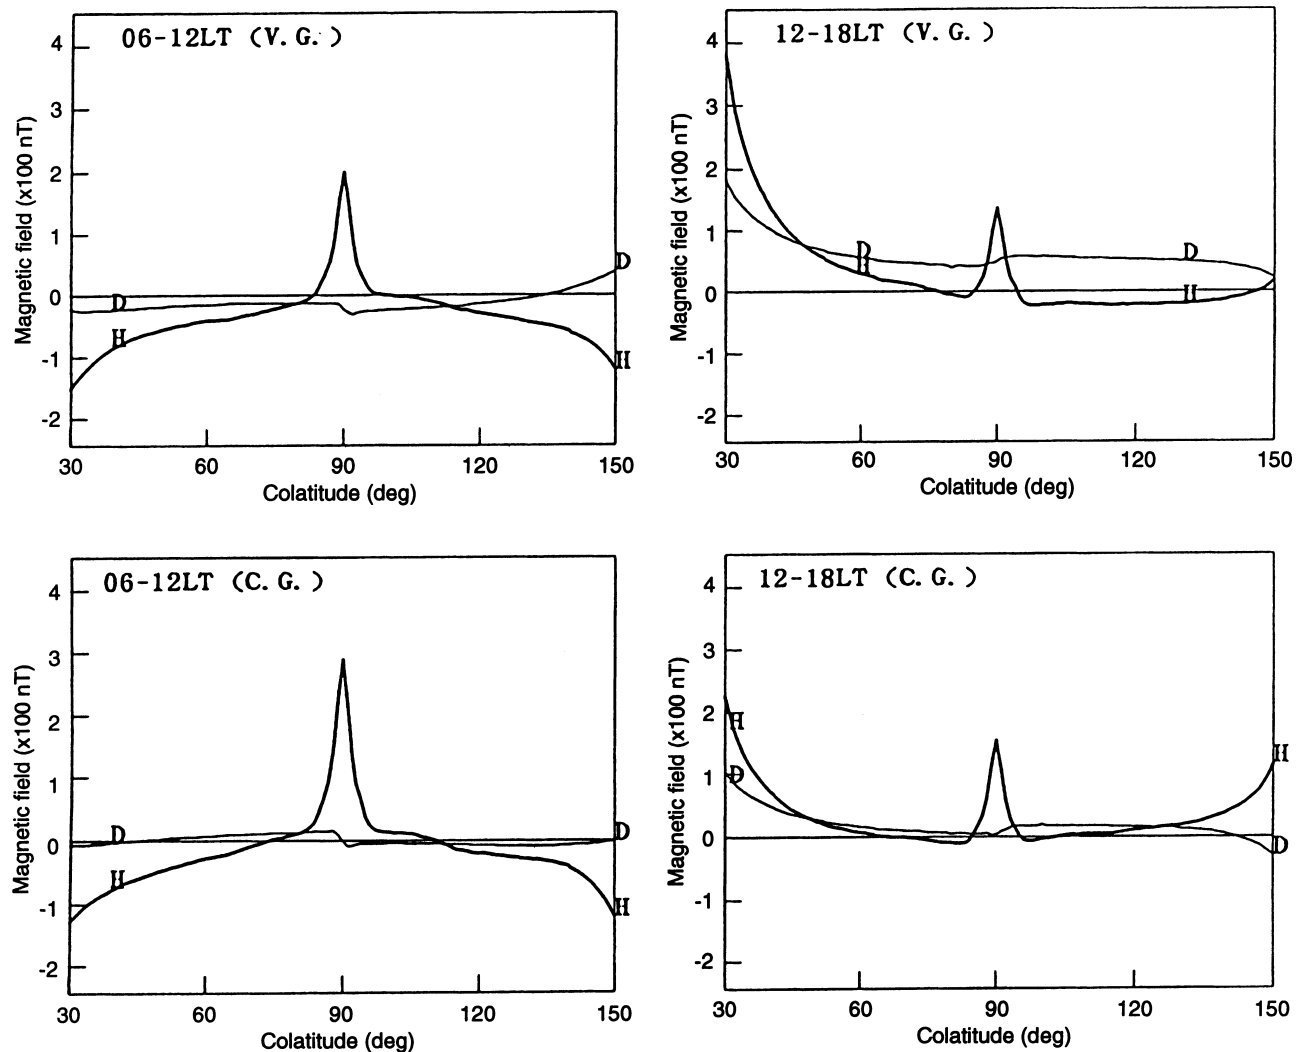 06-12LT (V. G.)
Magnetic field (x100 nT)
4
3
2
1
0
-1
-2
D
H
D
H
30
60
90
120
150
Colatitude (deg)
12-18LT (V. G.)
Magnetic field (x100 nT)
4
3
2
1
0
-1
-2
D
H
D
H
30
60
90
120
150
Colatitude (deg)
06-12LT (C. G.)
Magnetic field (x100 nT)
4
3
2
1
0
-1
-2
D
H
D
H
30
60
90
120
150
Colatitude (deg)
12-18LT (C. G.)
Magnetic field (x100 nT)
4
3
2
1
0
-1
-2
H
D
H
D
30
60
90
120
150
Colatitude (deg)